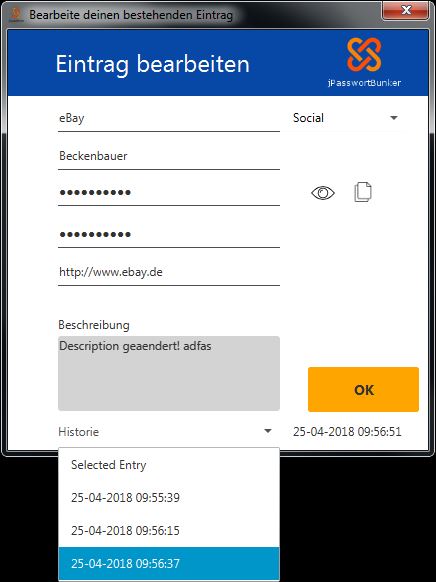 Bearbeite deinen bestehenden Eintrag
Eintrag bearbeiten
jPasswortBunker
eBay
Social
Beckenbauer
●●●●●●●●●●
●●●●●●●●●●
http://www.ebay.de
Beschreibung
Description geaendert! adfas
OK
Historie
25-04-2018 09:56:51
Selected Entry
25-04-2018 09:55:39
25-04-2018 09:56:15
25-04-2018 09:56:37